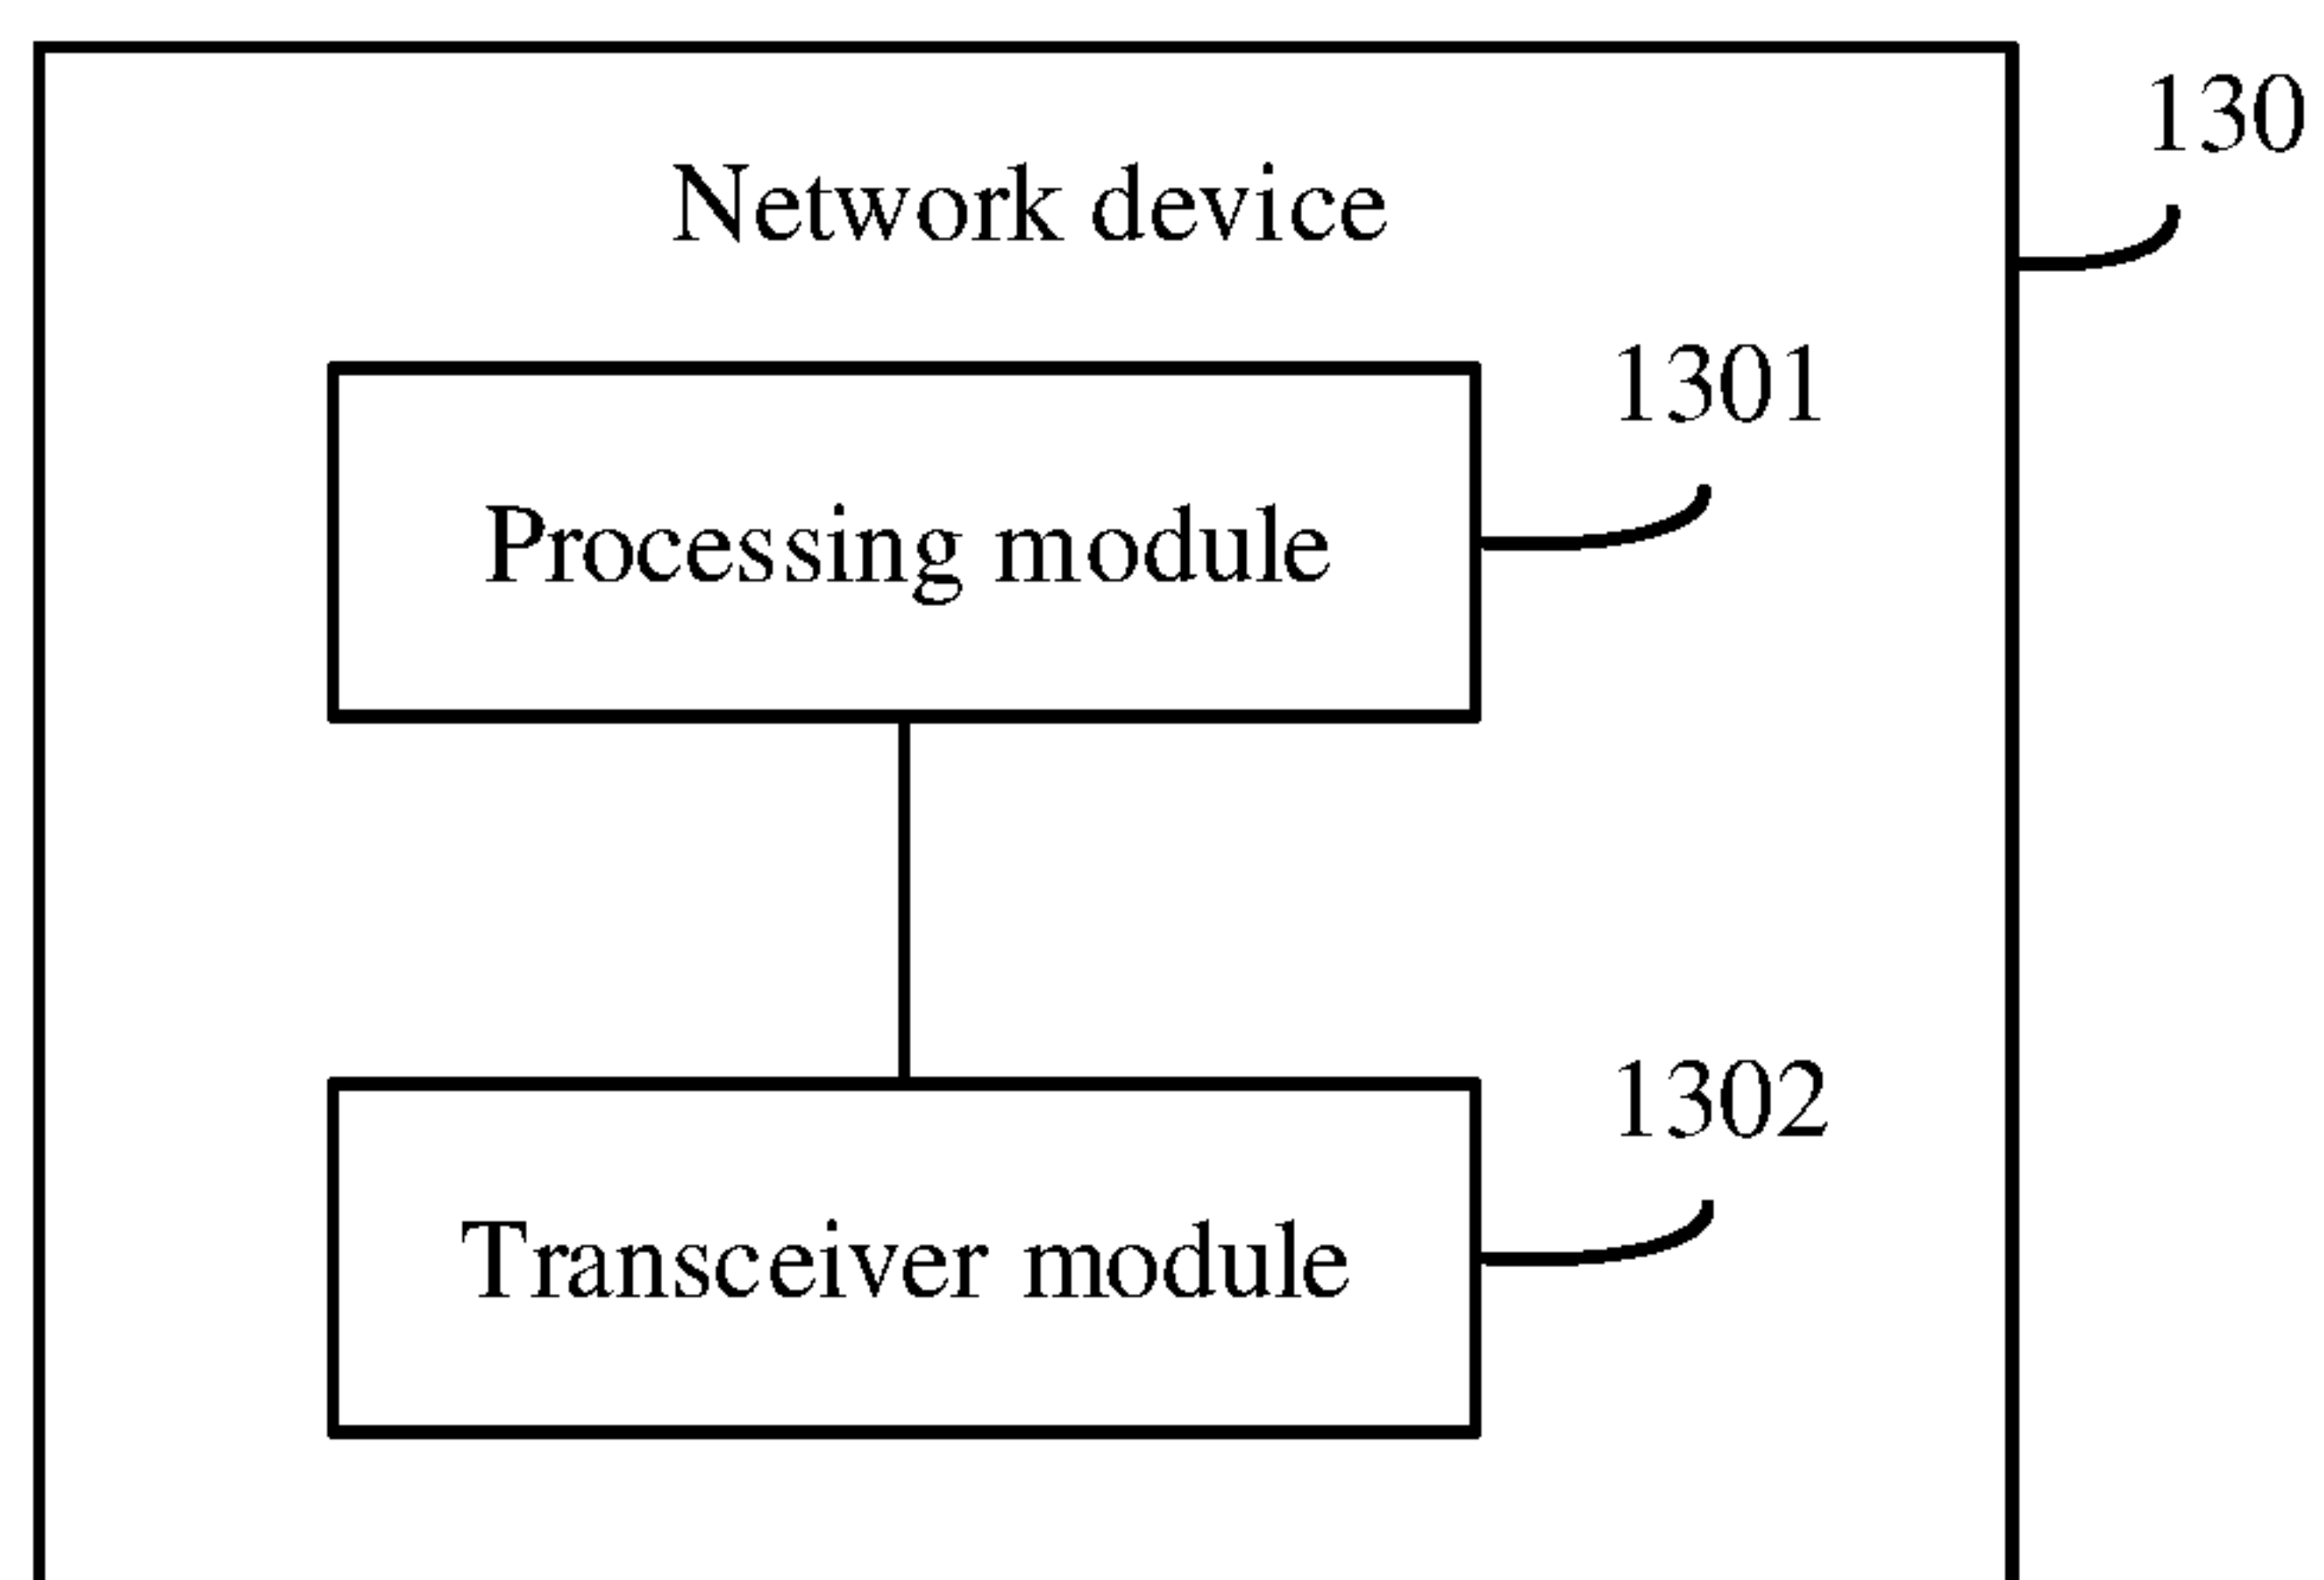 130
Network device
1301
Processing module
1302
Transceiver module